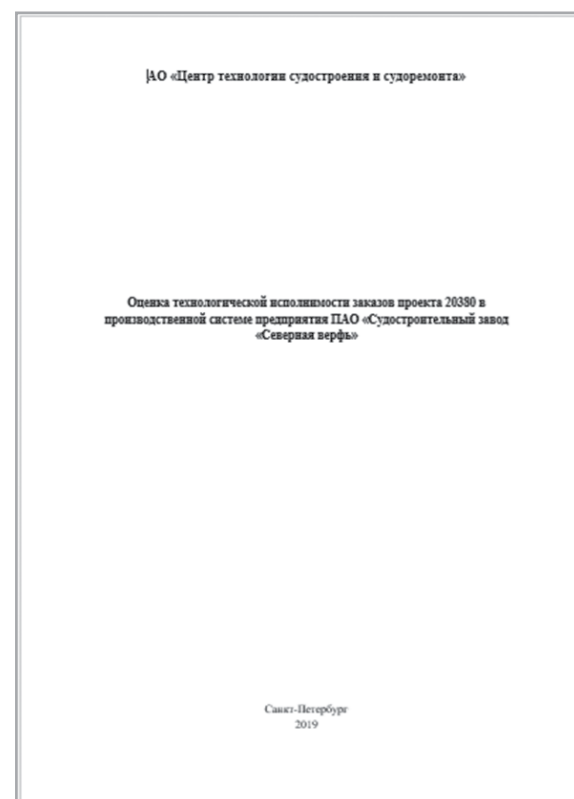 АО «Центр технологии судостроения и судоремонта»
Оценка технологической исполнимости заказов проекта 20380 в
производственной системе предприятия ПАО «Судостроительный завод
«Северная верфь»
Санкт-Петербург
2019